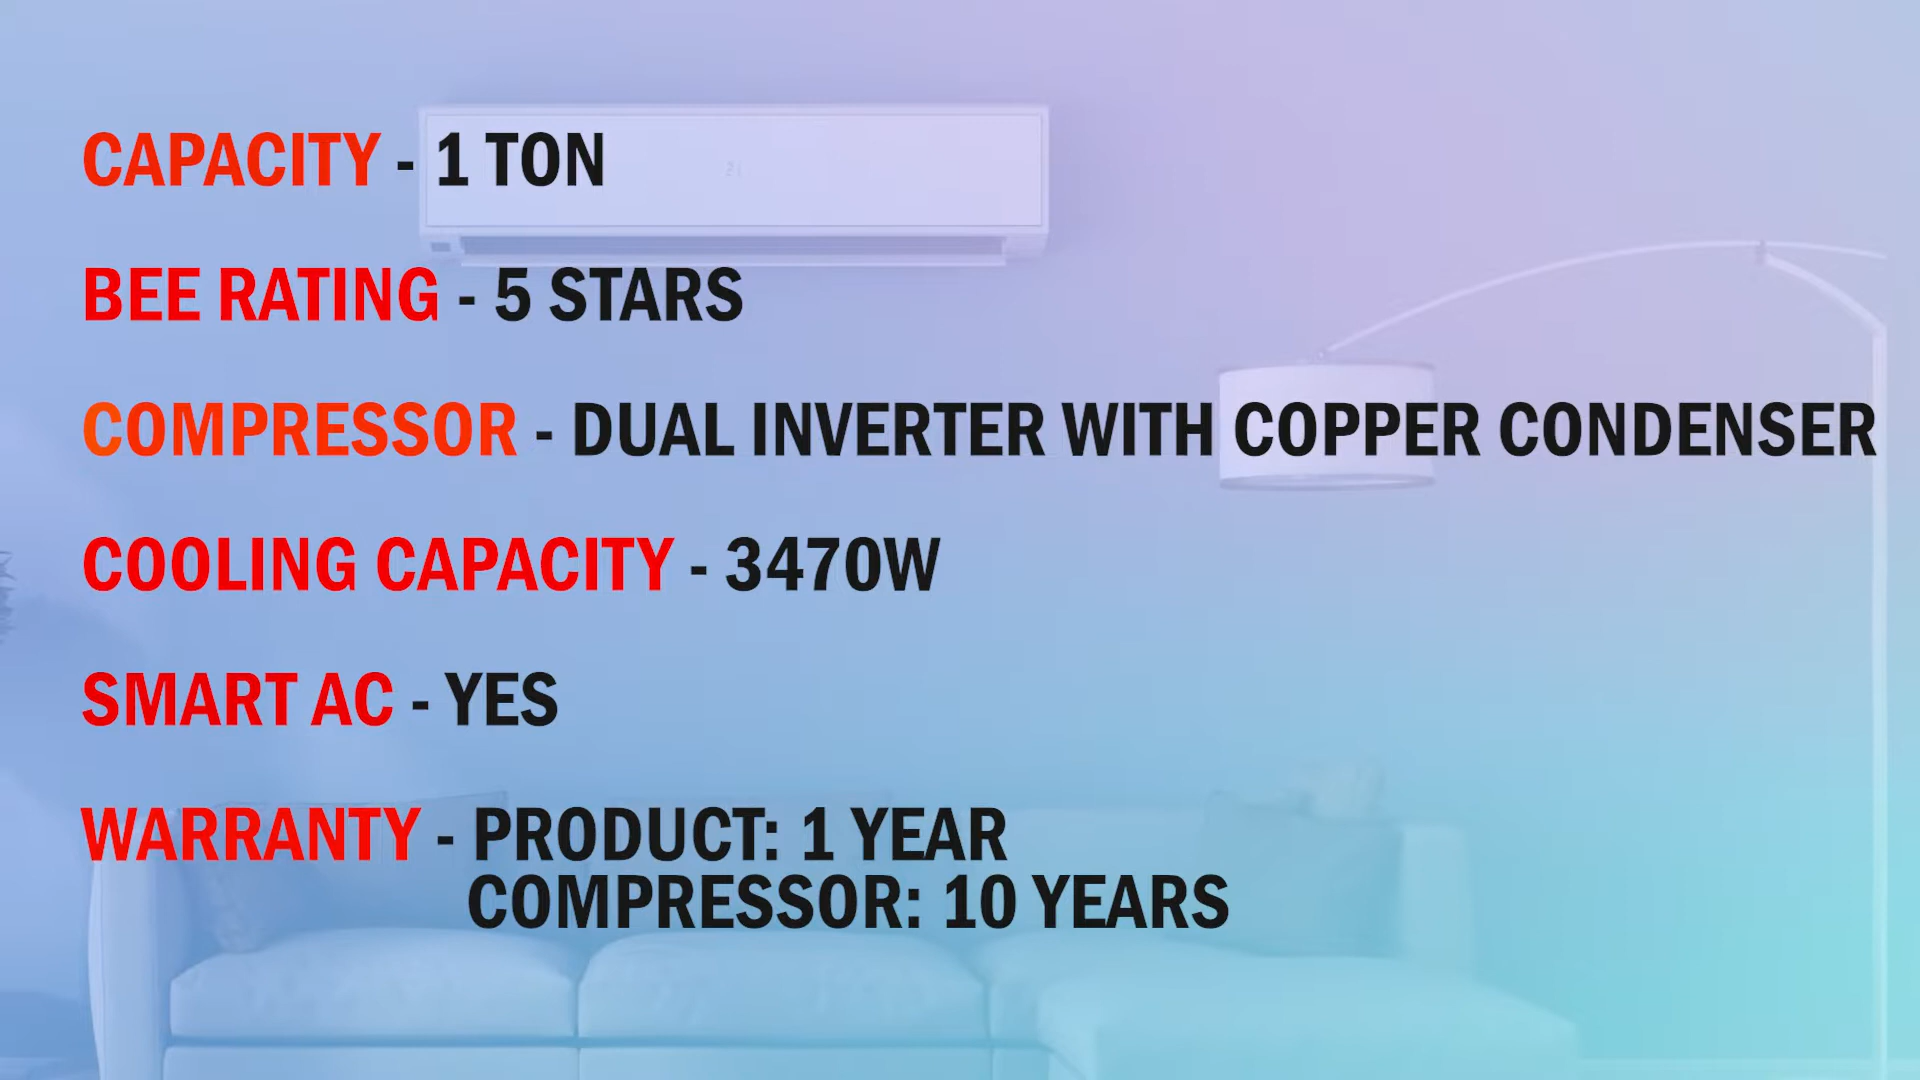 CAPACITY - 1 TON
BEE RATING - 5 STARS
COMPRESSOR - DUAL INVERTER WITH COPPER CONDENSER
COOLING CAPACITY - 3470W
SMART AC - YES
WARRANTY - PRODUCT: 1 YEAR
COMPRESSOR: 10 YEARS